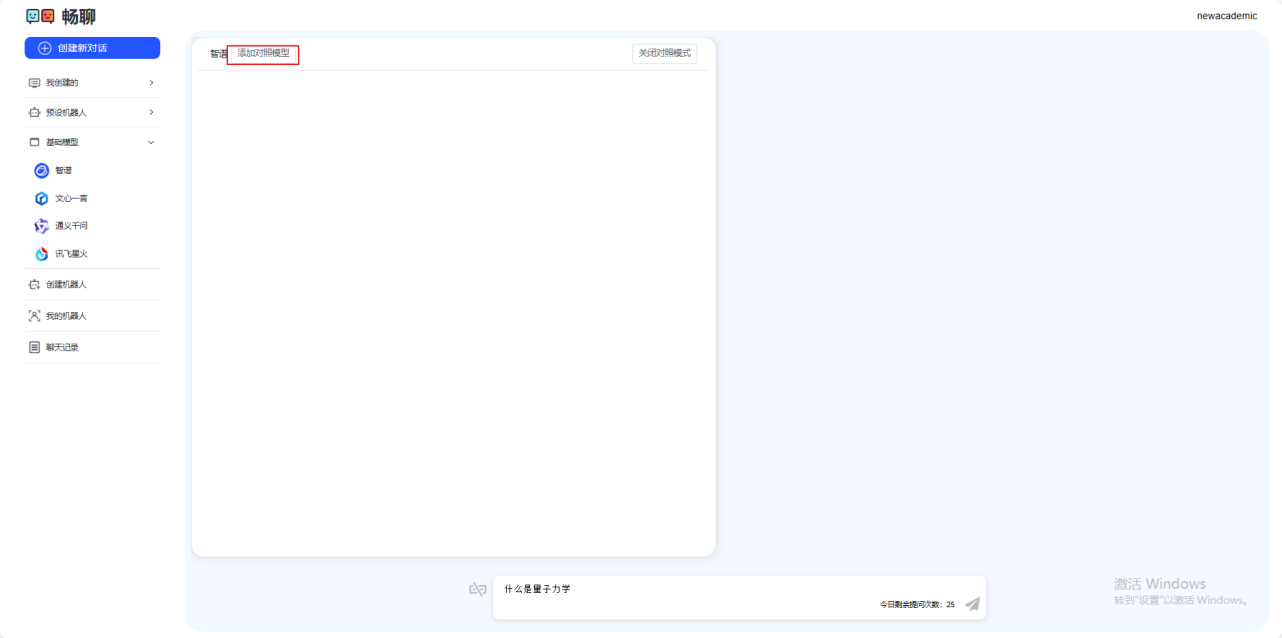 畅聊
newacademic
创建新对话
我创建的
预设机器人
基础模型
智谱
文心一言
通义千问
讯飞星火
创建机器人
我的机器人
聊天记录
智谱 添加对照模型 关闭对照模式
什么是量子力学
今日剩余提问次数: 25
激活 Windows
转到"设置"以激活 Windows。